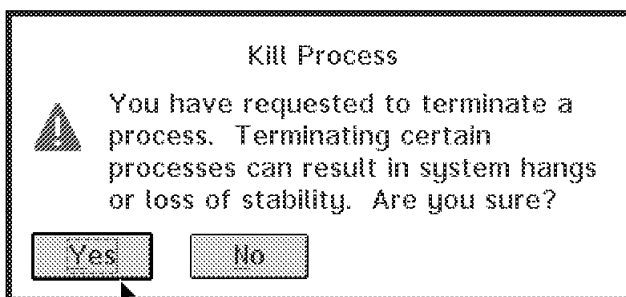 Kill Process
You have requested to terminate a
process. Terminating certain
processes can result in system hangs
or loss of stability. Are you sure?
Yes No